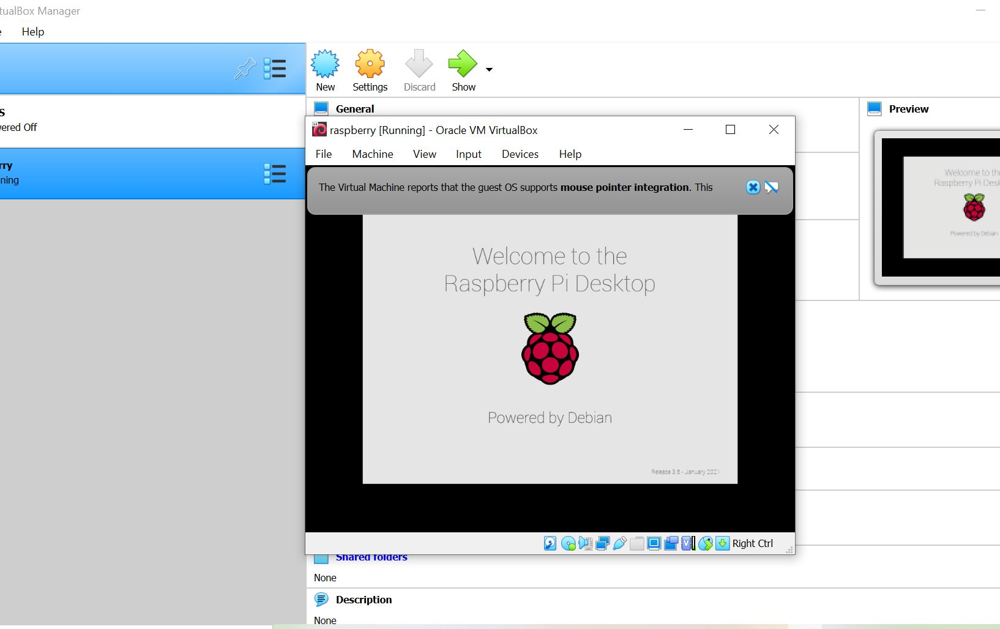 tualBox Manager
e Help
New Settings Discard Show
S
ered Off
rry
ning
General
Preview
raspberry [Running] - Oracle VM VirtualBox
File Machine View Input Devices Help
The Virtual Machine reports that the guest OS supports mouse pointer integration. This
Welcome to the
Raspberry Pi Desktop
Powered by Debian
Release 3.6 - January 2021
Right Ctrl
Welcome to th
Raspberry Pi Desk
Powered by Debian
Shared folders
None
Description
None